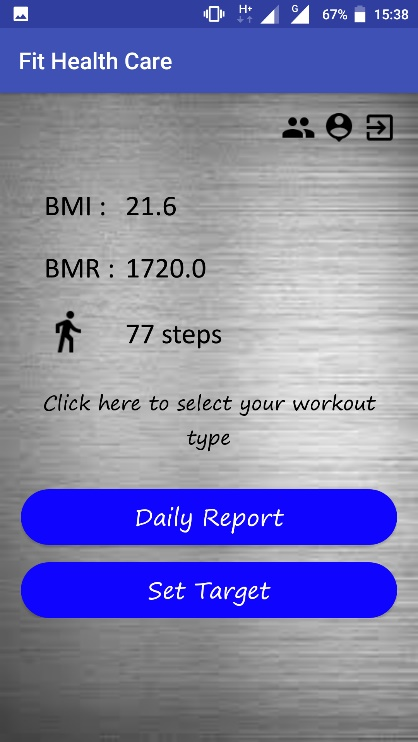 H+ G 67% 15:38
Fit Health Care
BMI : 21.6
BMR : 1720.0
77 steps
Click here to select your workout
type
Daily Report
Set Target